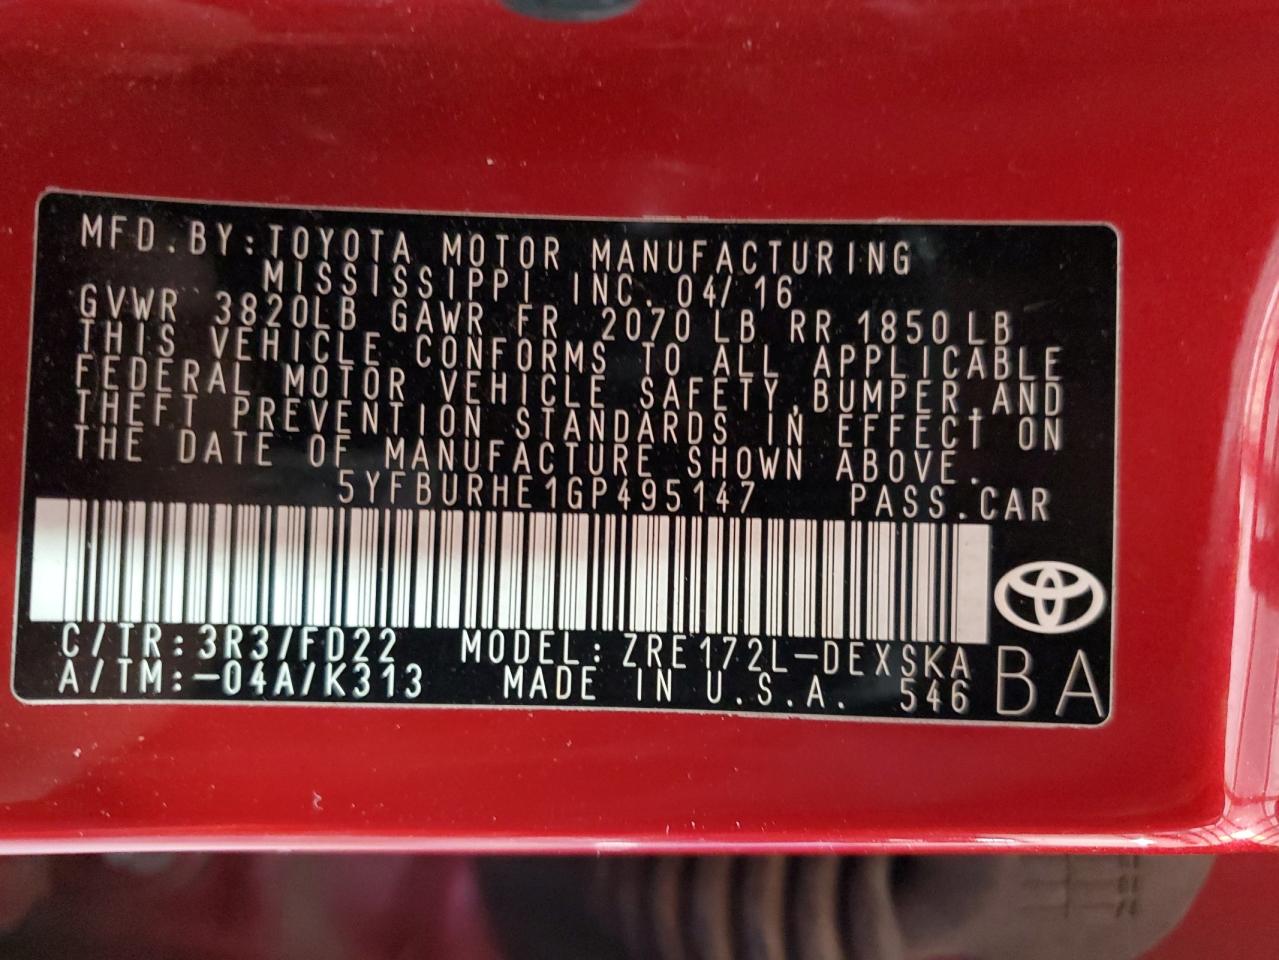 MFD.BY:TOYOTA MOTOR MANUFACTURING
MISSISSIPPI INC. 04/16
GVWR 3820LB GAWR FR 2070LB RR 1850LB
THIS VEHICLE CONFORMS TO ALL APPLICABLE
FEDERAL MOTOR VEHICLE SAFETY,BUMPER,AND
THEFT PREVENTION STANDARDS IN EFFECT ON
THE DATE OF MANUFACTURE SHOWN ABOVE.
5YFBURHE1GP495147 PASS.CAR
C/TR:3R3/FD22 MODEL:ZRE172L-DEXSKA
A/TM:-04A/K313 MADE IN U.S.A. 546 BA